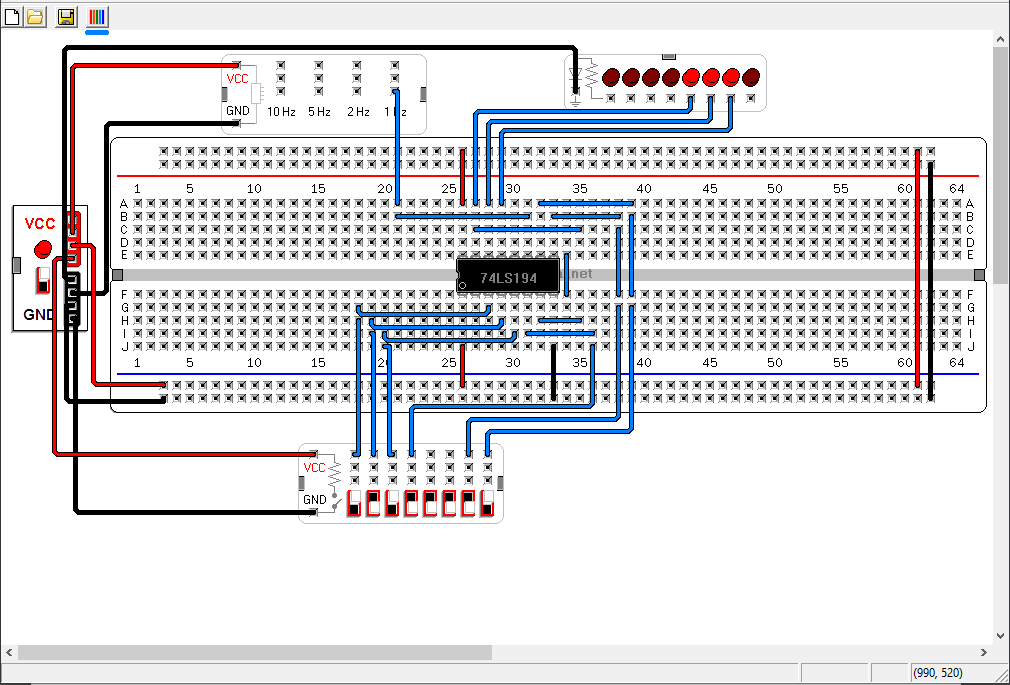 VCC
GND
10 Hz 5 Hz 2 Hz 1 Hz
1 5 10 15 20 25 30 35 40 45 50 55 60 64
A A
B B
C C
D D
E E
VCC
GND
74LS194
.net
F F
G G
H H
I I
J J
1 5 10 15 20 25 30 35 40 45 50 55 60 64
VCC
GND
(990, 520)